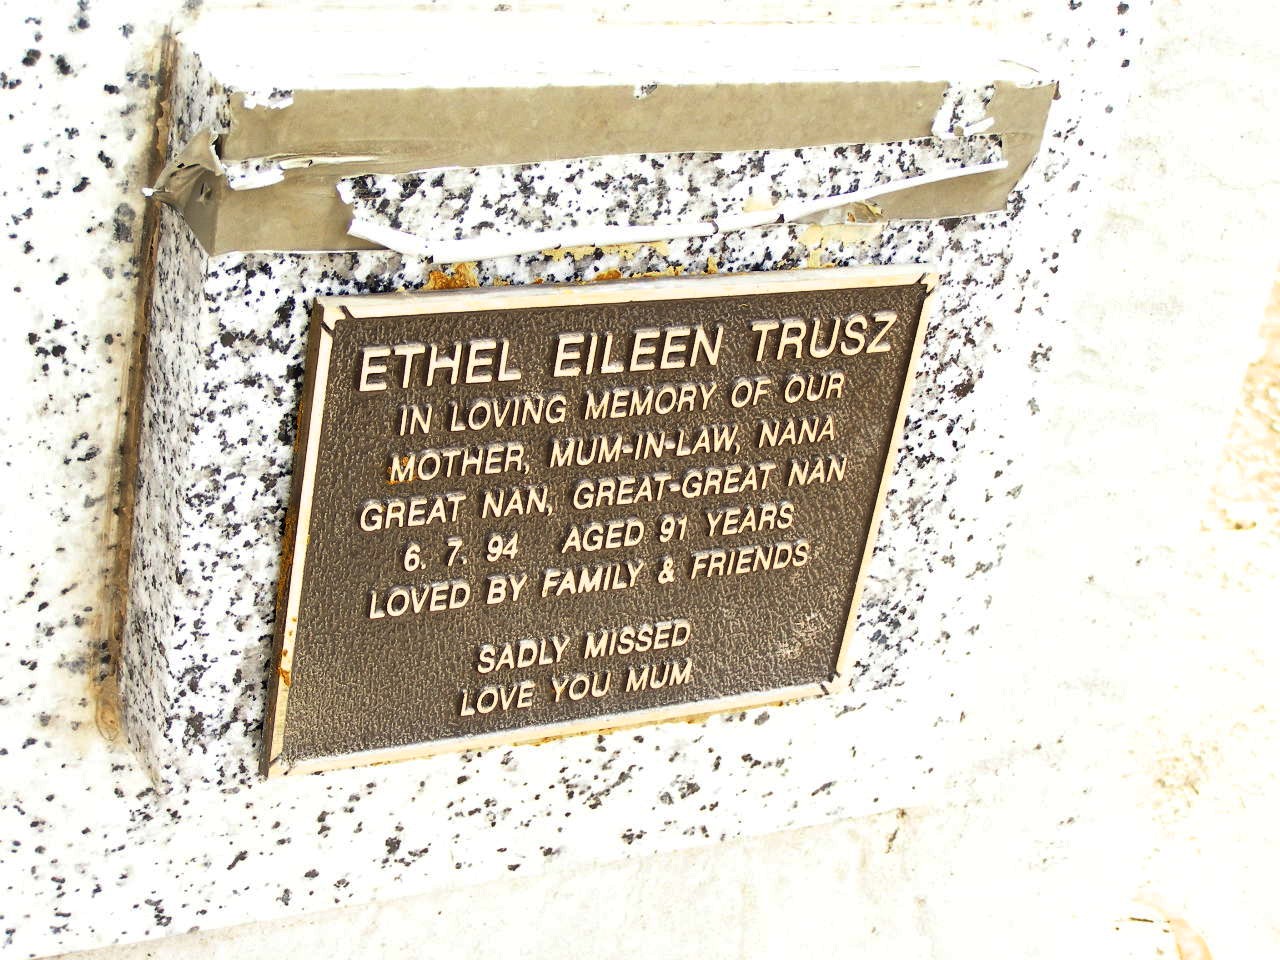 ETHEL EILEEN TRUSZ
IN LOVING MEMORY OF OUR
MOTHER, MUM-IN-LAW, NANA
GREAT NAN, GREAT-GREAT NAN
6. 7. 94 AGED 91 YEARS
LOVED BY FAMILY & FRIENDS
SADLY MISSED
LOVE YOU MUM